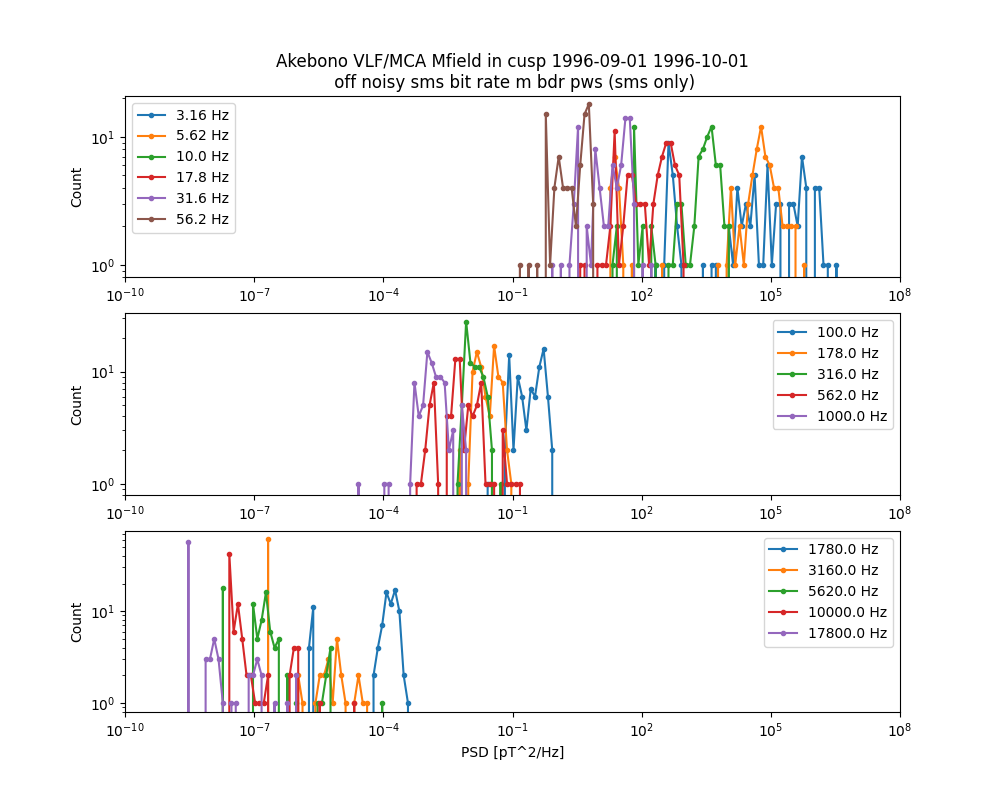 Akebono VLF/MCA Mfield in cusp 1996-09-01 1996-10-01
off noisy sms bit rate m bdr pws (sms only)
Count
10^1
10^0
3.16 Hz
5.62 Hz
10.0 Hz
17.8 Hz
31.6 Hz
56.2 Hz
10^-10 10^-7 10^-4 10^-1 10^2 10^5 10^8
Count
10^1
10^0
100.0 Hz
178.0 Hz
316.0 Hz
562.0 Hz
1000.0 Hz
10^-10 10^-7 10^-4 10^-1 10^2 10^5 10^8
Count
10^1
10^0
1780.0 Hz
3160.0 Hz
5620.0 Hz
10000.0 Hz
17800.0 Hz
10^-10 10^-7 10^-4 10^-1 10^2 10^5 10^8
PSD [pT^2/Hz]